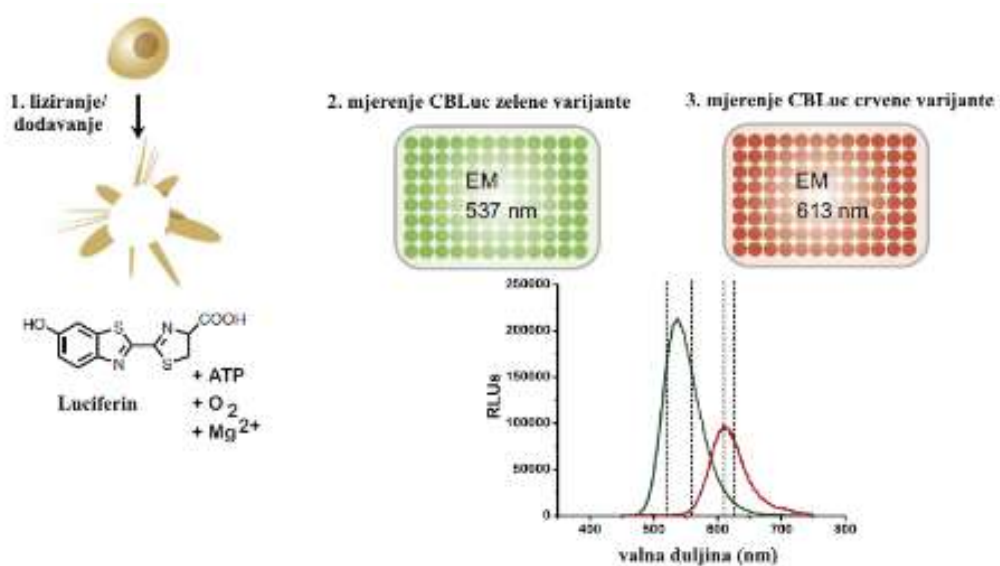 1. liziranje/
dodavanje
2. mjerenje CBLuc zelene varijante
3. mjerenje CBLuc crvene varijante
EM
537 nm
EM
613 nm
HO
S
N
N
S
COOH
Luciferin
+ ATP
+ O2
+ Mg2+
RLUs
250000
200000
150000
100000
50000
0
400
500
600
700
800
valna duljina (nm)